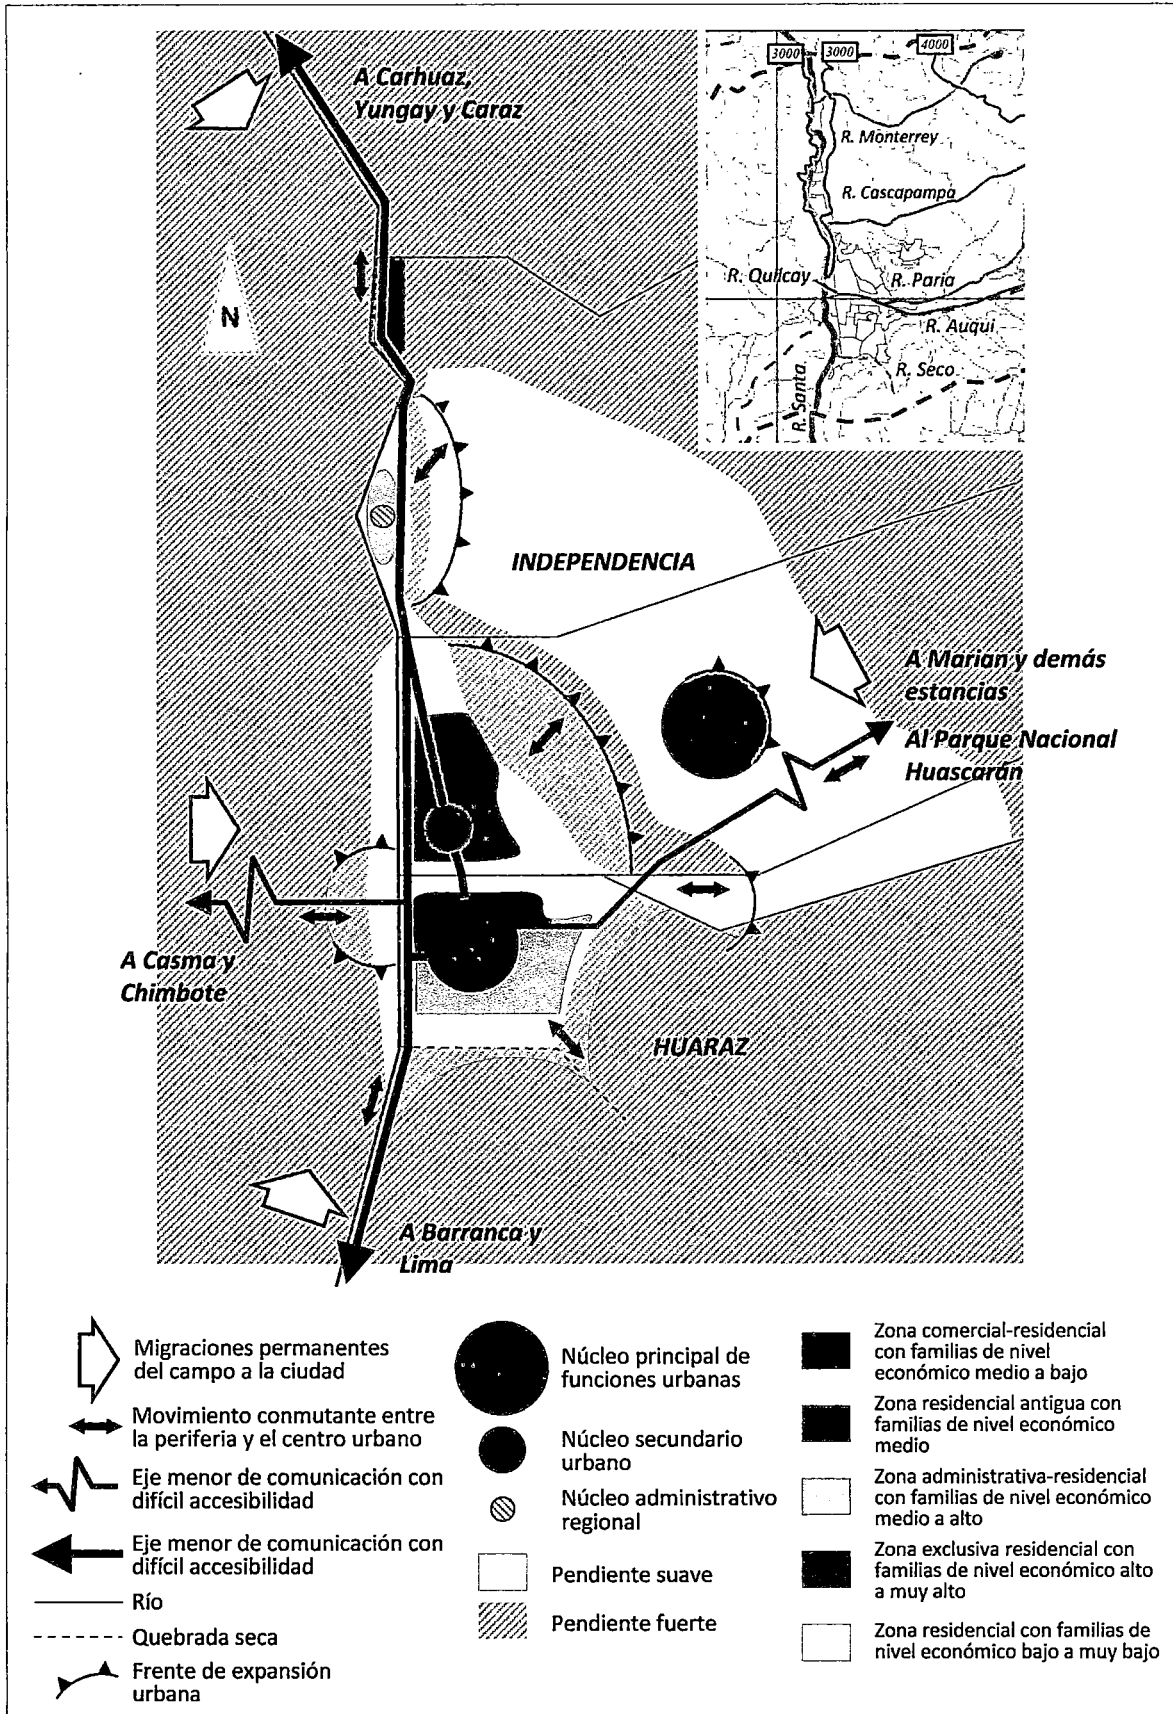 A Carhuaz,
Yungay y Caraz
3000
3000
4000
R. Monterrey
R. Cascapampa
R. Quilcay
R. Paria
R. Auqui
R. Seco
R. Santa
N
INDEPENDENCIA
A Marian y demás
estancias
Al Parque Nacional
Huascarán
A Casma y
Chimbote
HUARAZ
A Barranca y
Lima
Migraciones permanentes
del campo a la ciudad
Movimiento conmutante entre
la periferia y el centro urbano
Eje menor de comunicación con
difícil accesibilidad
Eje menor de comunicación con
difícil accesibilidad
Río
Quebrada seca
Frente de expansión
urbana
Núcleo principal de
funciones urbanas
Núcleo secundario
urbano
Núcleo administrativo
regional
Pendiente suave
Pendiente fuerte
Zona comercial-residencial
con familias de nivel
económico medio a bajo
Zona residencial antigua con
familias de nivel económico
medio
Zona administrativa-residencial
con familias de nivel económico
medio a alto
Zona exclusiva residencial con
familias de nivel económico alto
a muy alto
Zona residencial con familias de
nivel económico bajo a muy bajo